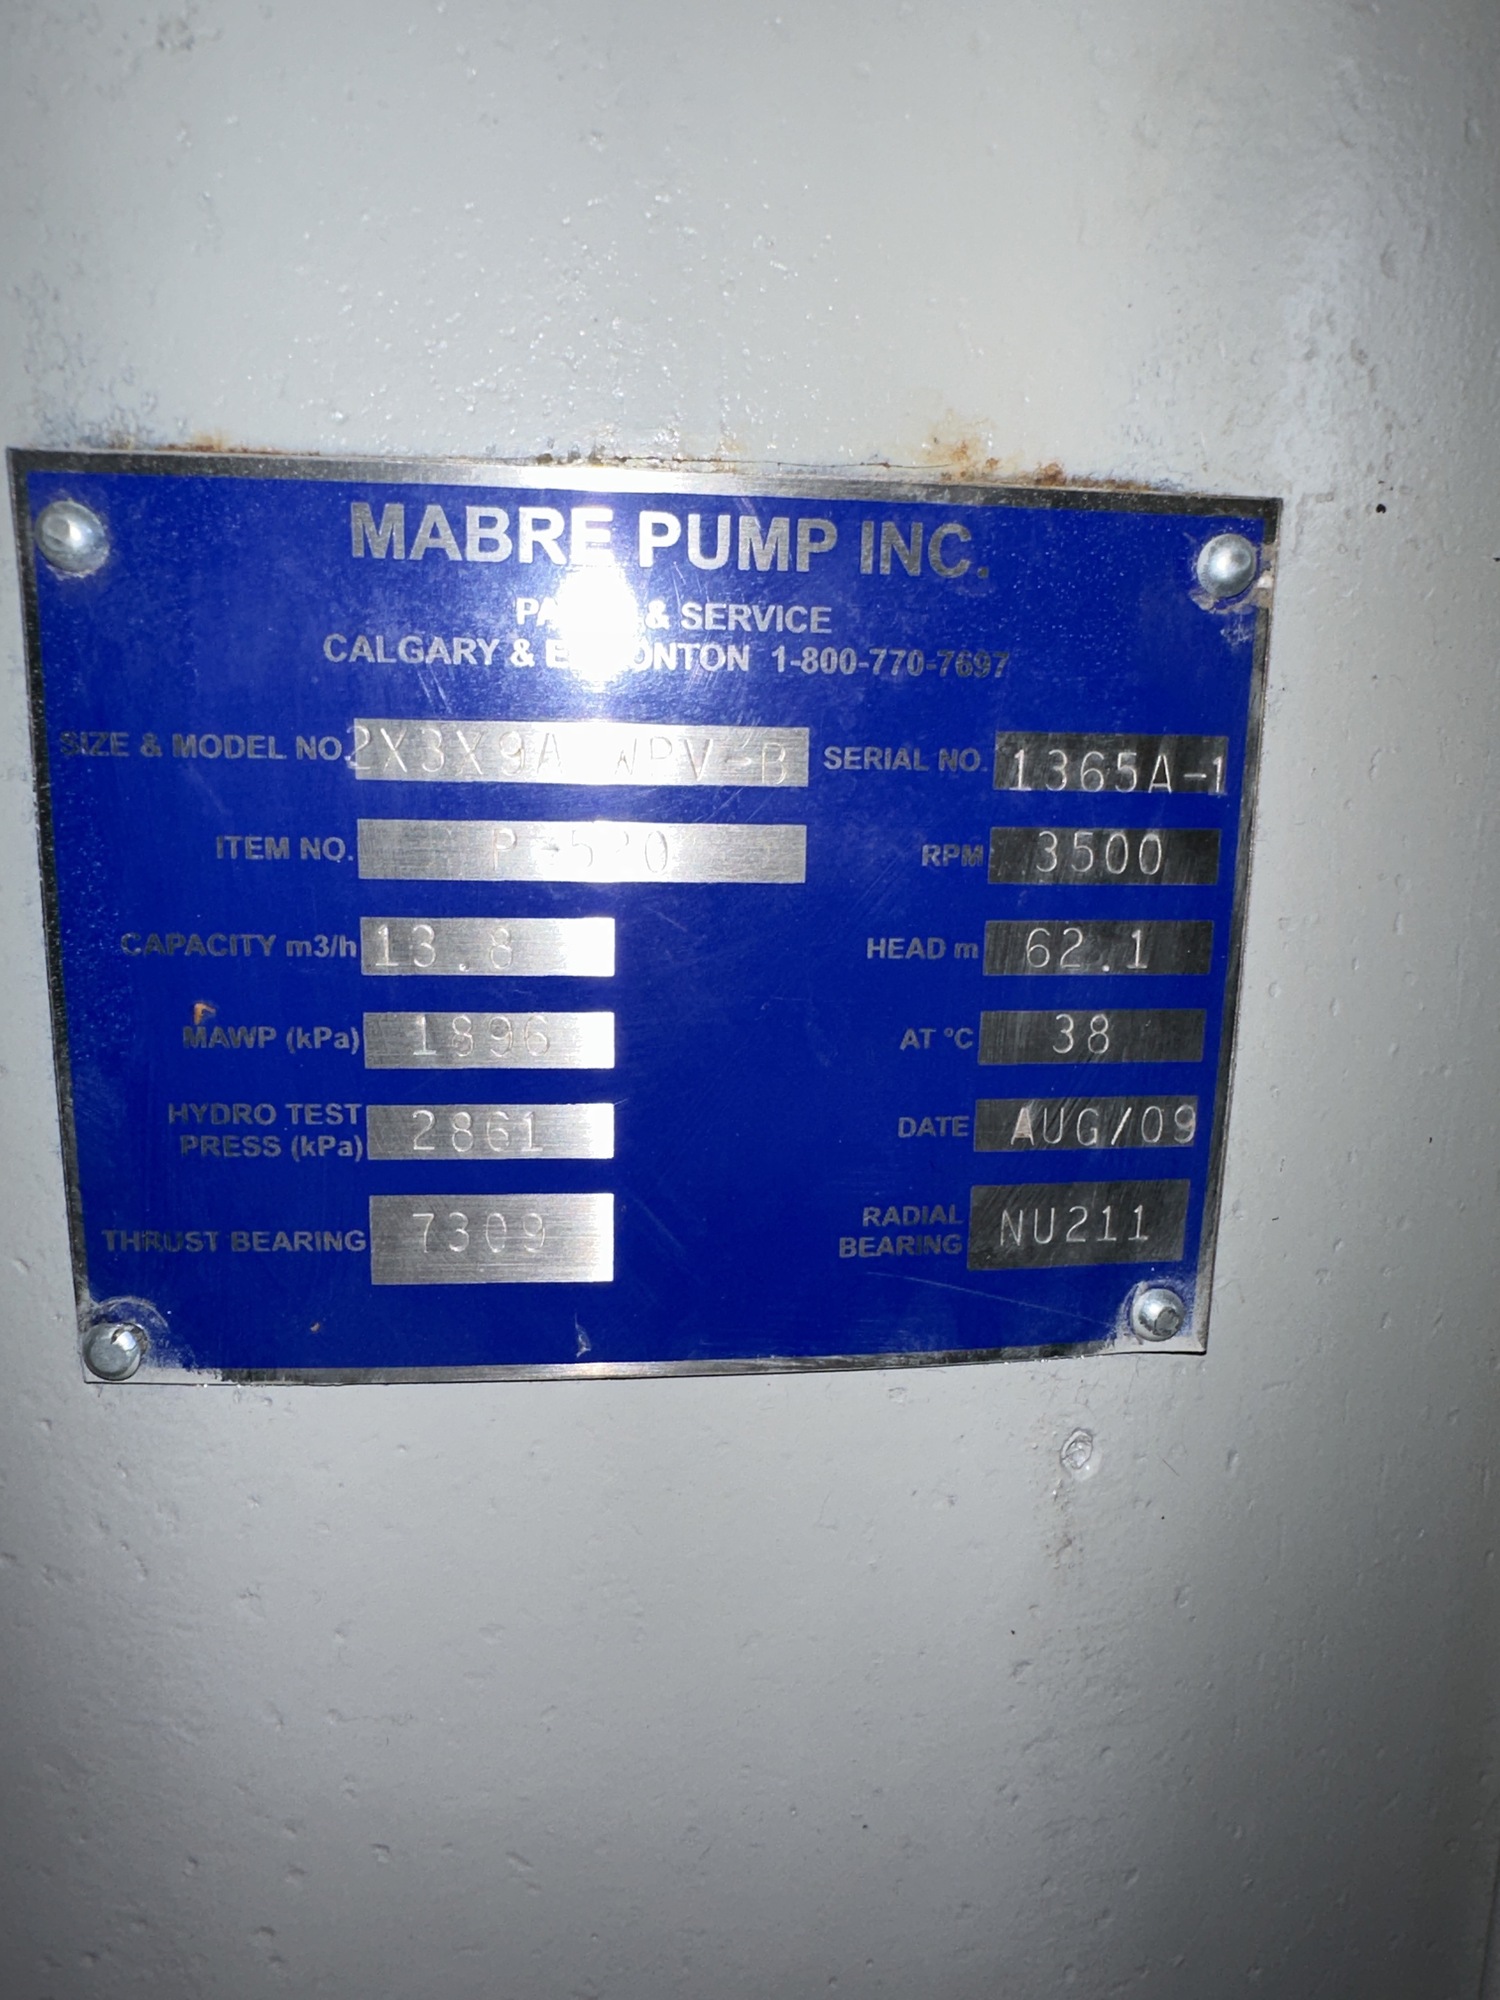 MABRE PUMP INC.
& SERVICE
CALGARY & 1-800-770-7697
SIZE & MODEL NO. 2X3X9A WPV-B SERIAL NO. 1365A-1
ITEM NO. P-520 RPM 3500
CAPACITY m3/h 13.8 HEAD m 62.1
MAWP (kPa) 1896 AT °C 38
HYDRO TEST
PRESS (kPa) 2861 DATE AUG/09
THRUST BEARING 7309 RADIAL
BEARING NU211